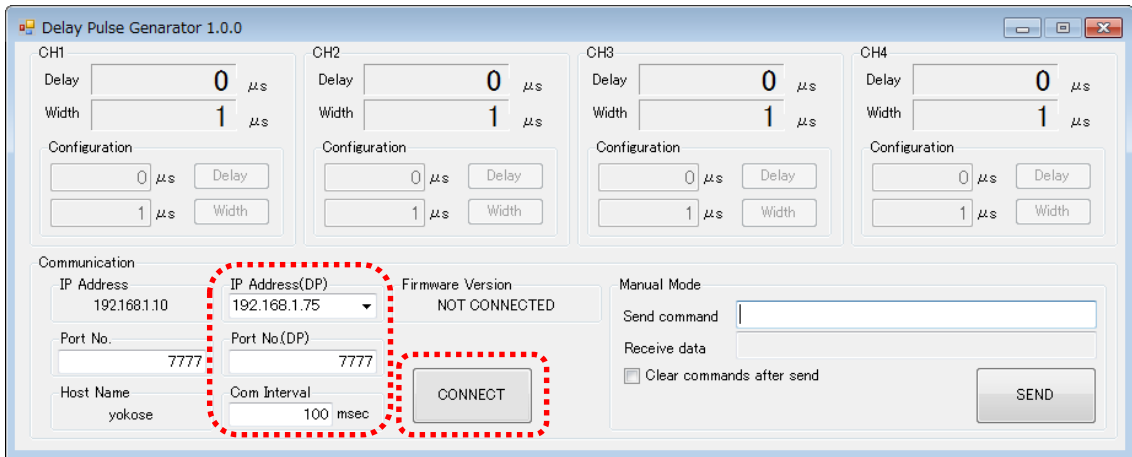 Delay Pulse Genarator 1.0.0
CH1 CH2 CH3 CH4
Delay 0 μs Delay 0 μs Delay 0 μs Delay 0 μs
Width 1 μs Width 1 μs Width 1 μs Width 1 μs
Configuration Configuration Configuration Configuration
0 μs Delay 0 μs Delay 0 μs Delay 0 μs Delay
1 μs Width 1 μs Width 1 μs Width 1 μs Width
Communication
IP Address IP Address(DP) Firmware Version Manual Mode
192.168.1.10 192.168.1.75 NOT CONNECTED
Send command
Port No. Port No.(DP)
Receive data
7777 7777
Clear commands after send
Host Name Com Interval CONNECT SEND
yokose 100 msec